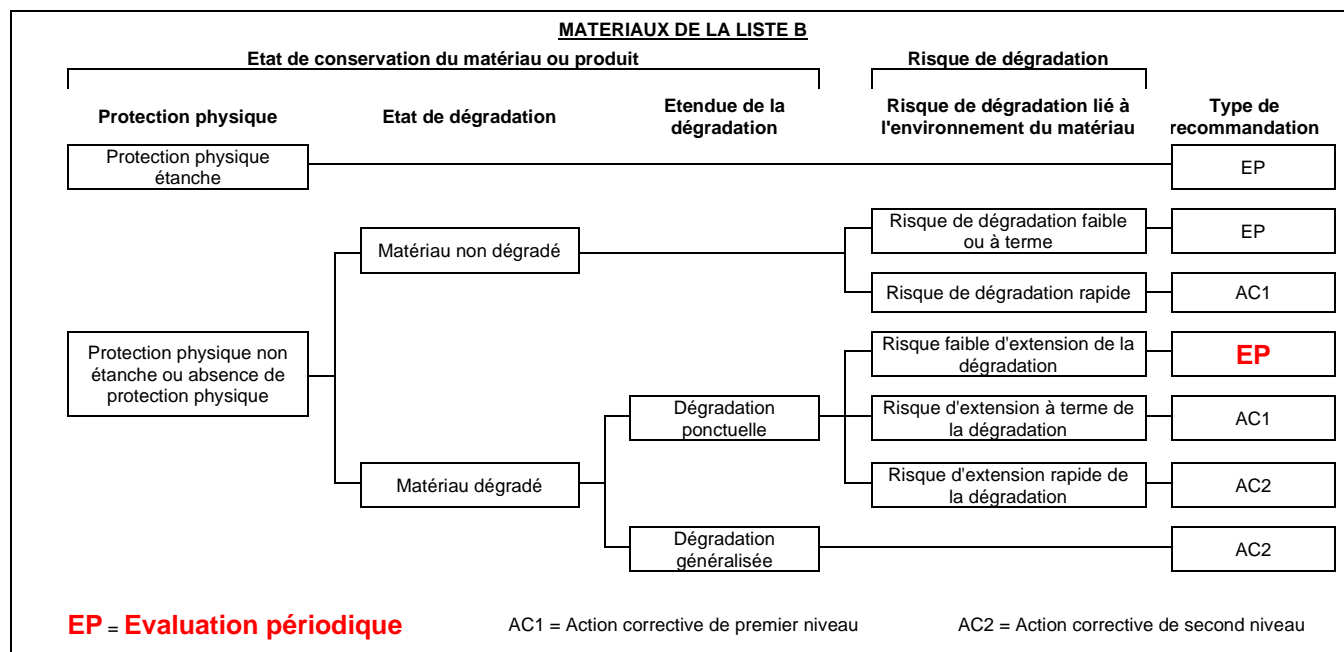 MATERIAUX DE LA LISTE B
Etat de conservation du matériau ou produit
Risque de dégradation
Protection physique
Etat de dégradation
Etendue de la
dégradation
Risque de dégradation lié à
l'environnement du matériau
Type de
recommandation
Protection physique
étanche
EP
Matériau non dégradé
Risque de dégradation faible
ou à terme
EP
Risque de dégradation rapide
AC1
Protection physique non
étanche ou absence de
protection physique
Risque faible d'extension de la
dégradation
EP
Dégradation
ponctuelle
Risque d'extension à terme de
la dégradation
AC1
Matériau dégradé
Risque d'extension rapide de
la dégradation
AC2
Dégradation
généralisée
AC2
EP = Evaluation périodique
AC1 = Action corrective de premier niveau
AC2 = Action corrective de second niveau